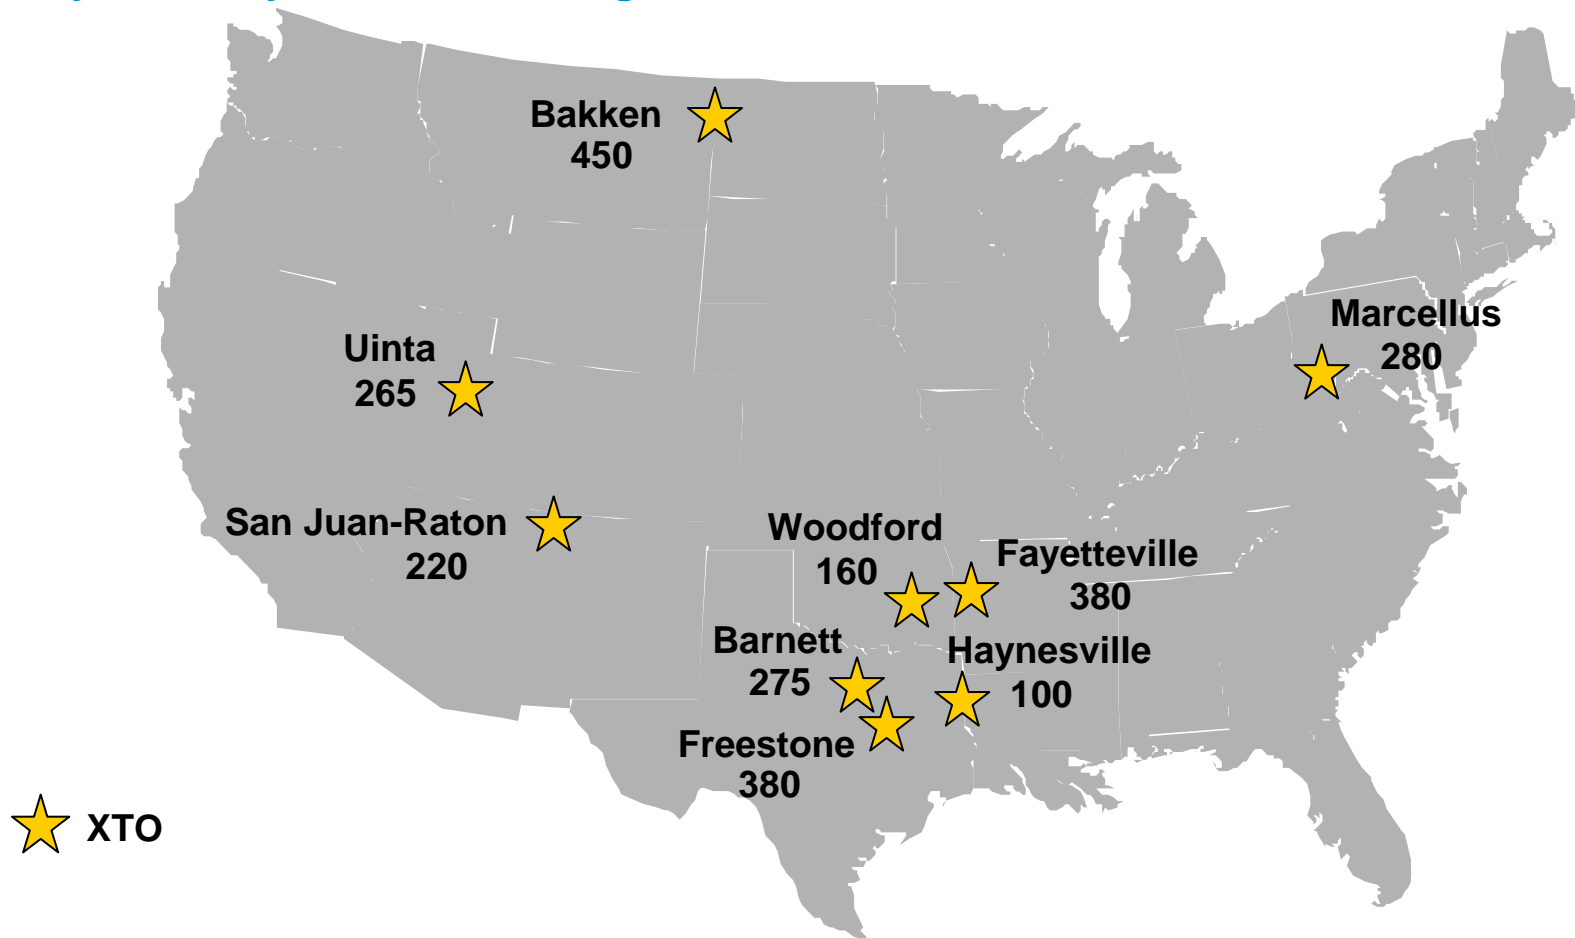 Bakken
450
Marcellus
280
Uinta
265
San Juan-Raton
220
Woodford
160
Fayetteville
380
Barnett
275
Haynesville
100
Freestone
380
XTO